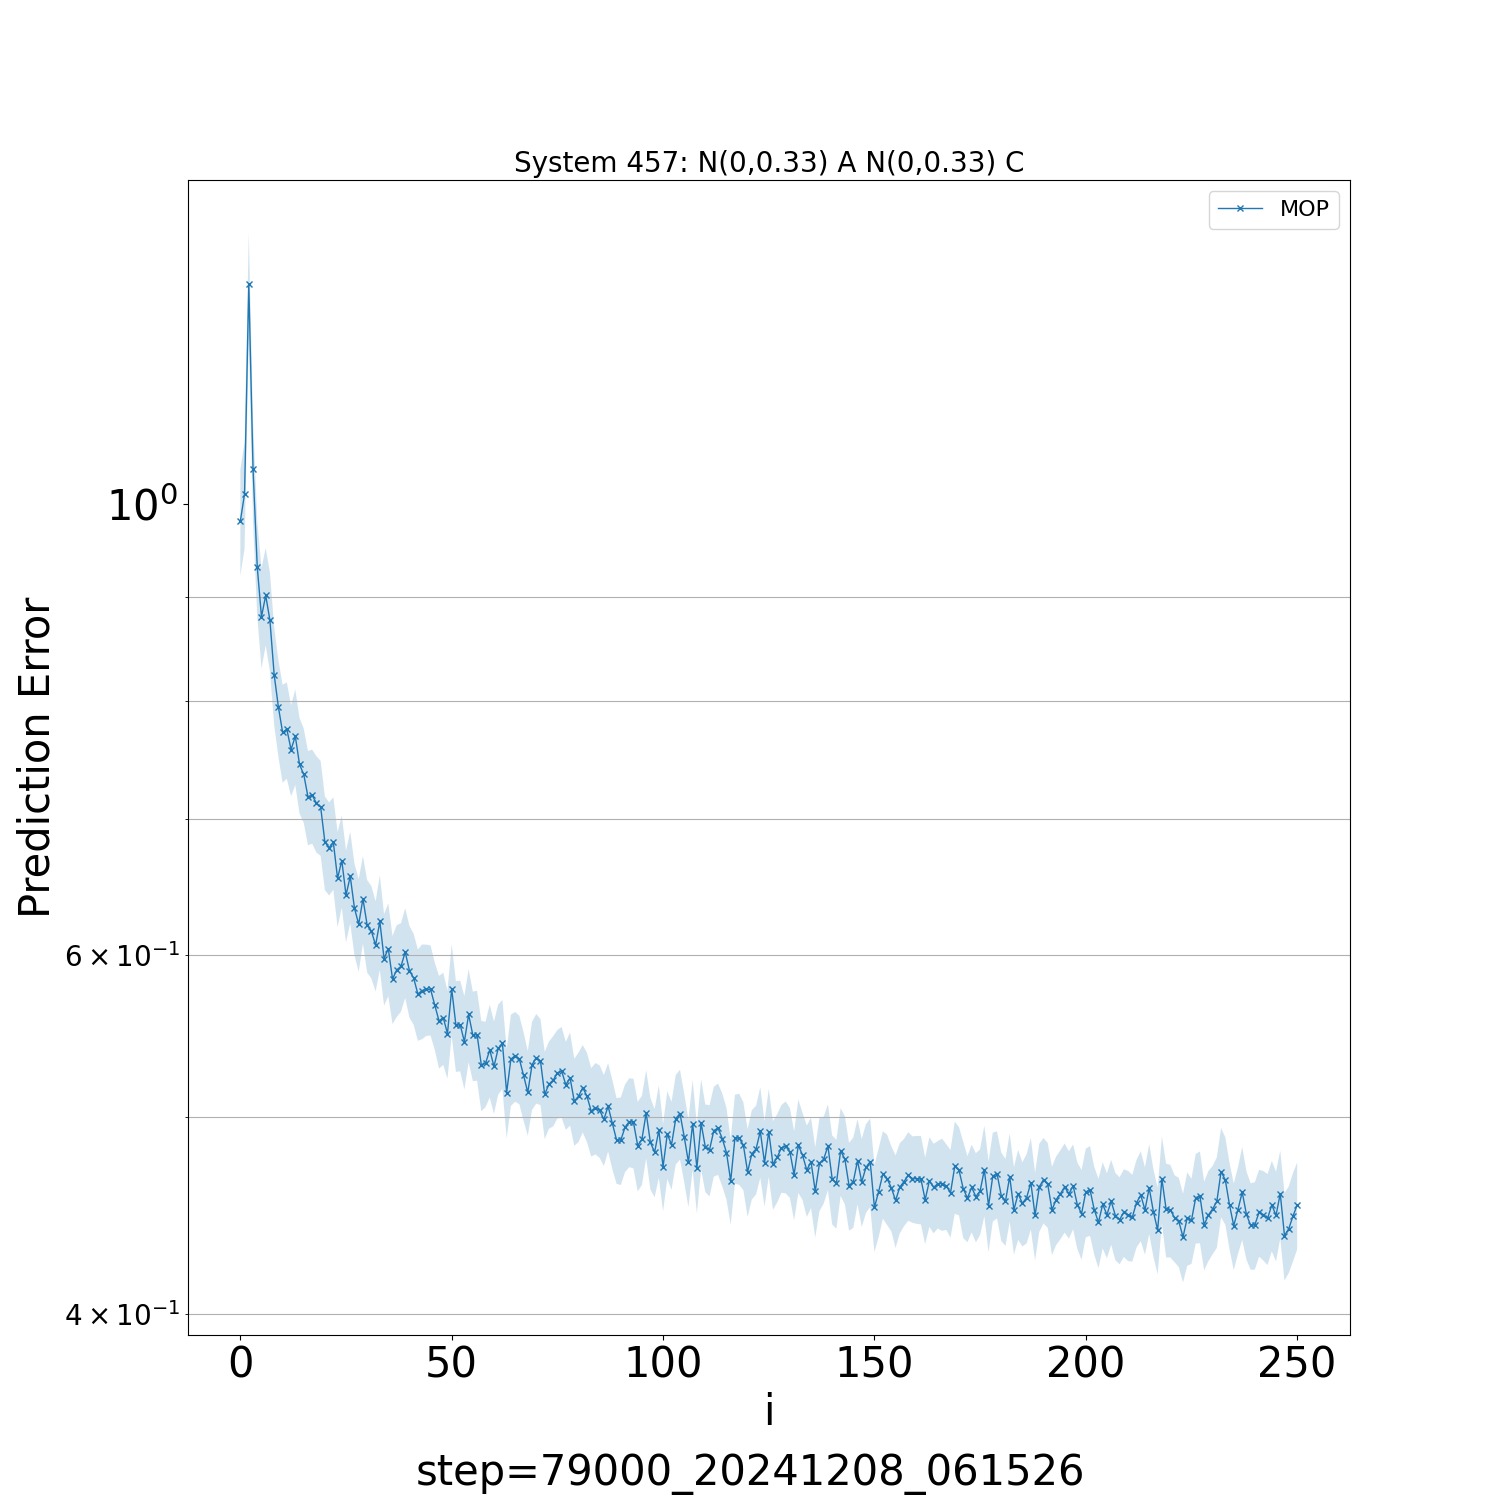 System 457: N(0,0.33) A N(0,0.33) C
MOP
10⁰
6 × 10⁻¹
4 × 10⁻¹
Prediction Error
0 50 100 150 200 250
i
step=79000_20241208_061526